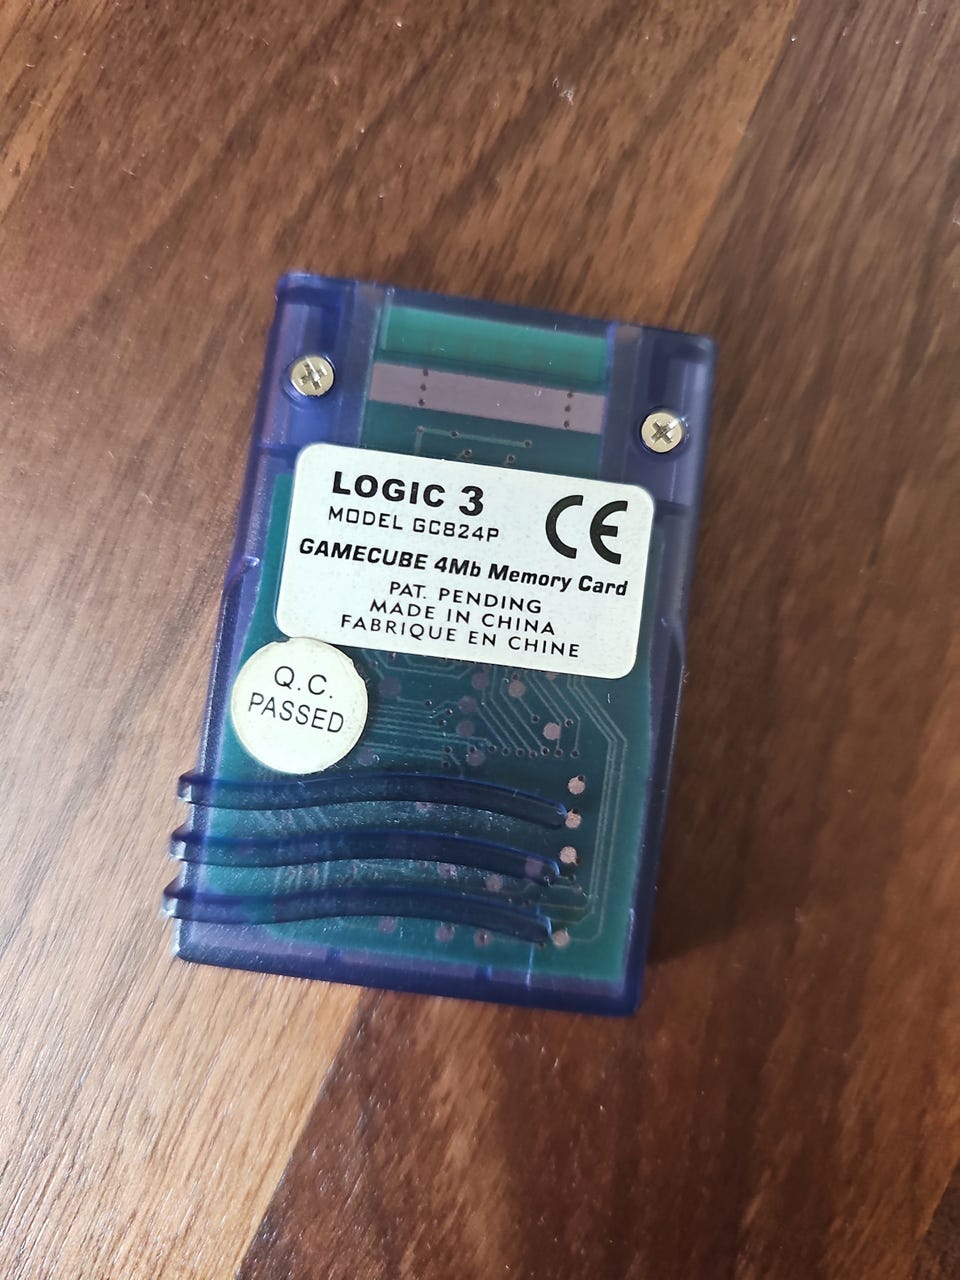 LOGIC 3
MODEL GC824P
CE
GAMECUBE 4Mb Memory Card
PAT. PENDING
MADE IN CHINA
FABRIQUE EN CHINE
Q.C.
PASSED